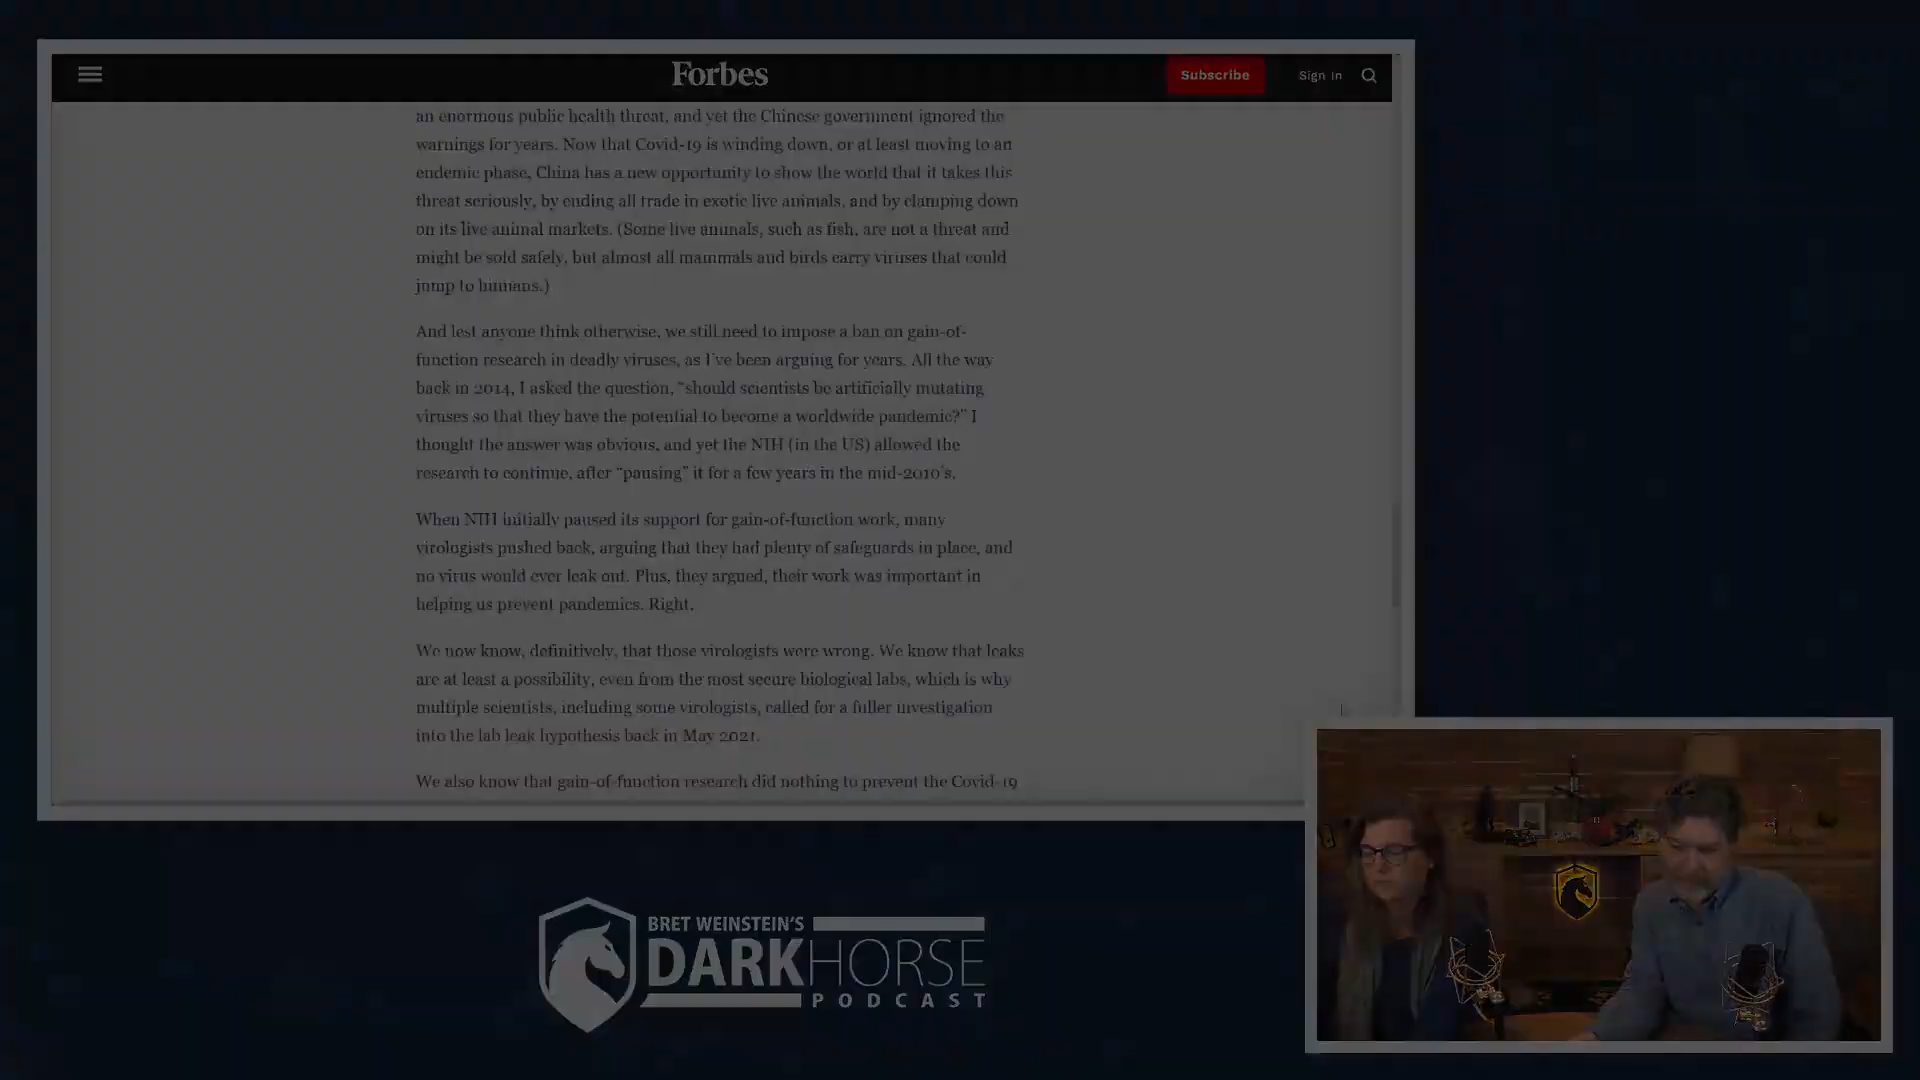 Forbes
Subscribe
Sign In
an enormous public health threat, and yet the Chinese government ignored the
warnings for years. Now that Covid-19 is winding down, or at least moving to an
endemic phase, China has a new opportunity to show the world that it takes this
threat seriously, by ending all trade in exotic live animals, and by clamping down
on its live animal markets. (Some live animals, such as fish, are not a threat and
might be sold safely, but almost all mammals and birds carry viruses that could
jump to humans.)
And lest anyone think otherwise, we still need to impose a ban on gain-of-
function research in deadly viruses, as I’ve been arguing for years. All the way
back in 2014, I asked the question, “should scientists be artificially mutating
viruses so that they have the potential to become a worldwide pandemic?” I
thought the answer was obvious, and yet the NIH (in the US) allowed the
research to continue, after “pausing” it for a few years in the mid-2010’s.
When NIH initially paused its support for gain-of-function work, many
virologists pushed back, arguing that they had plenty of safeguards in place, and
no virus would ever leak out. Plus, they argued, their work was important in
helping us prevent pandemics. Right.
We now know, definitively, that those virologists were wrong. We know that leaks
are at least a possibility, even from the most secure biological labs, which is why
multiple scientists, including some virologists, called for a fuller investigation
into the lab leak hypothesis back in May 2021.
We also know that gain-of-function research did nothing to prevent the Covid-19
BRET WEINSTEIN'S
DARKHORSE
PODCAST